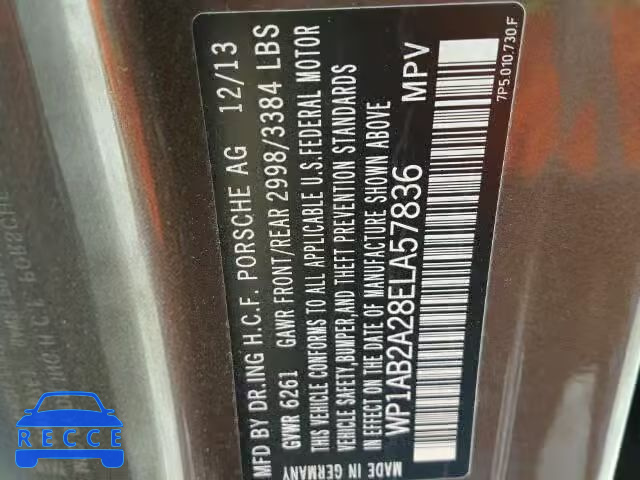 MFD BY DR.ING H.C.F. PORSCHE AG 12/13
GVWR 6261 GAWR FRONT/REAR 2998/3384 LBS
THIS VEHICLE CONFORMS TO ALL APPLICABLE U.S.FEDERAL MOTOR
VEHICLE SAFETY,BUMPER,AND THEFT PREVENTION STANDARDS
IN EFFECT ON THE DATE OF MANUFACTURE SHOWN ABOVE
WP1AB2A28ELA57836 MPV
MADE IN GERMANY
7P5.010.730.F
RECCE